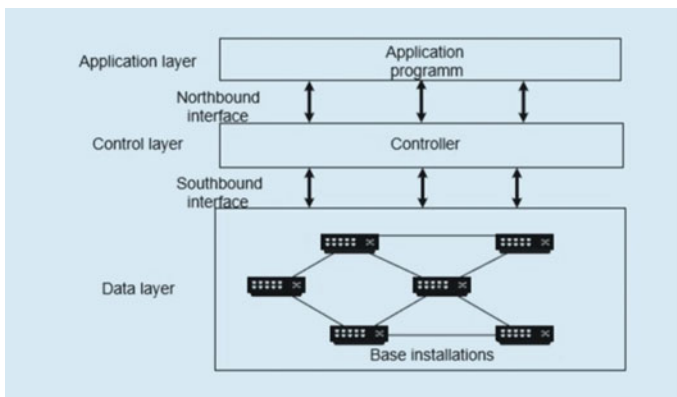 Application layer
Application
programm
Northbound
interface
Control layer
Controller
Southbound
interface
Data layer
Base installations